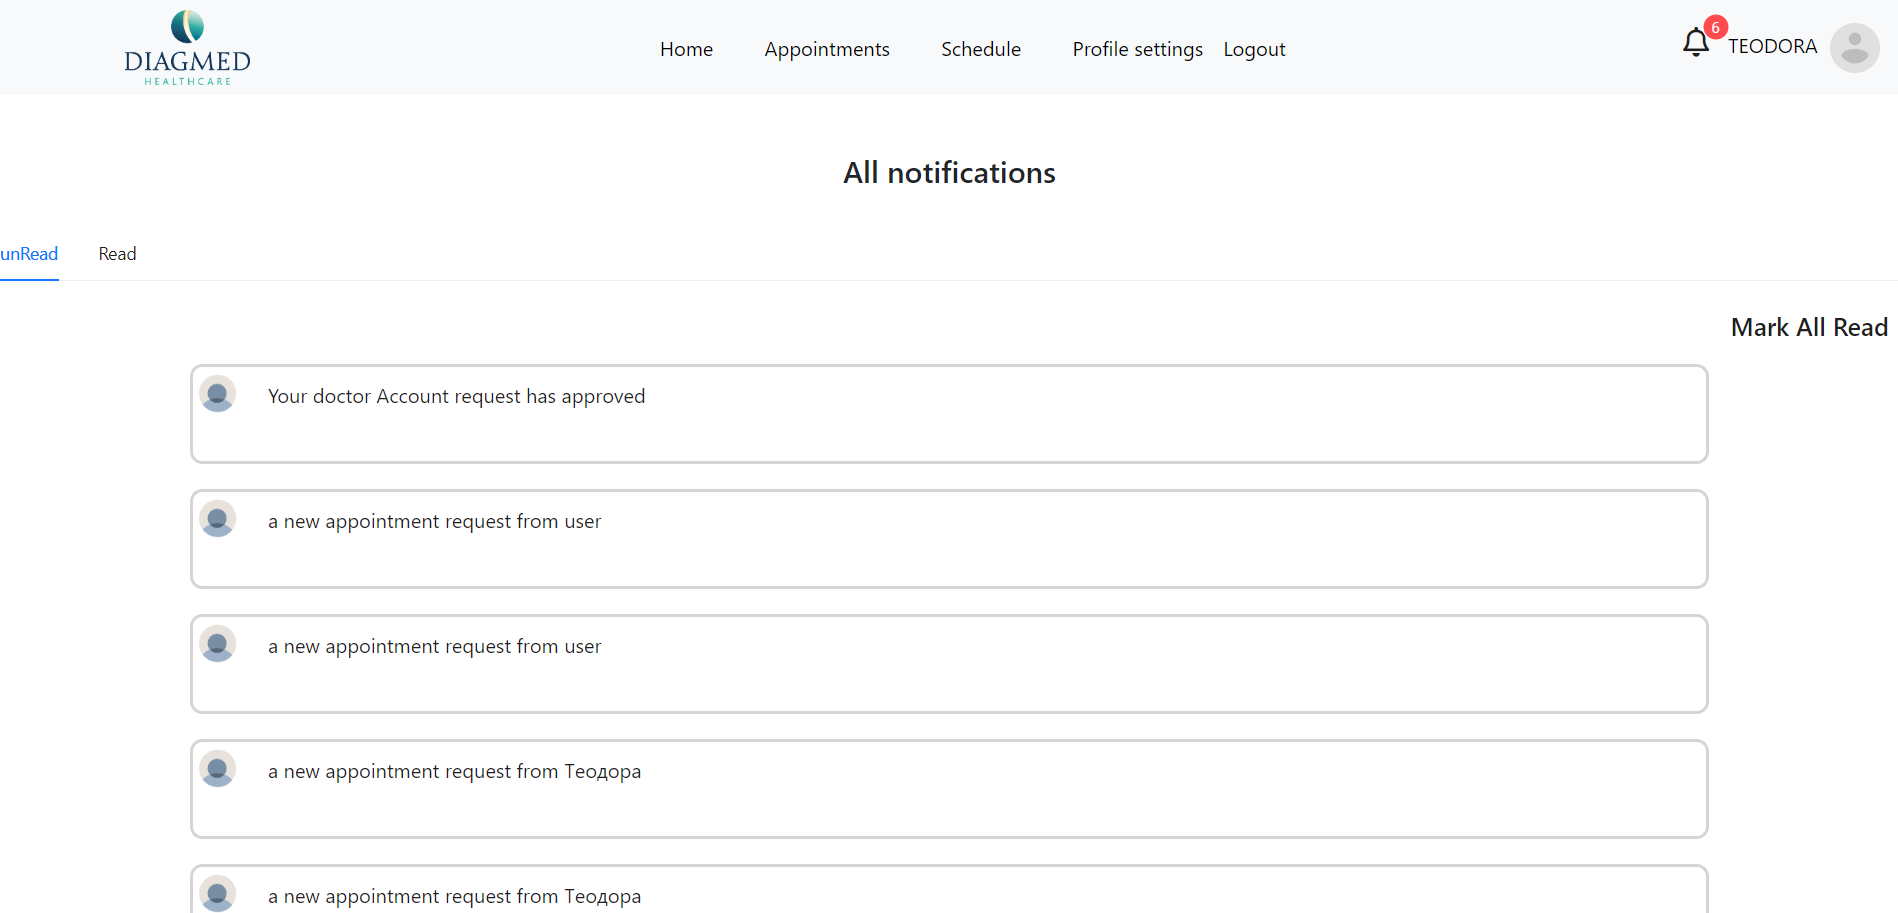 DIAGMED
HEALTHCARE
Home Appointments Schedule Profile settings Logout
6
TEODORA
All notifications
unRead Read
Mark All Read
Your doctor Account request has approved
a new appointment request from user
a new appointment request from user
a new appointment request from Теодора
a new appointment request from Теодора